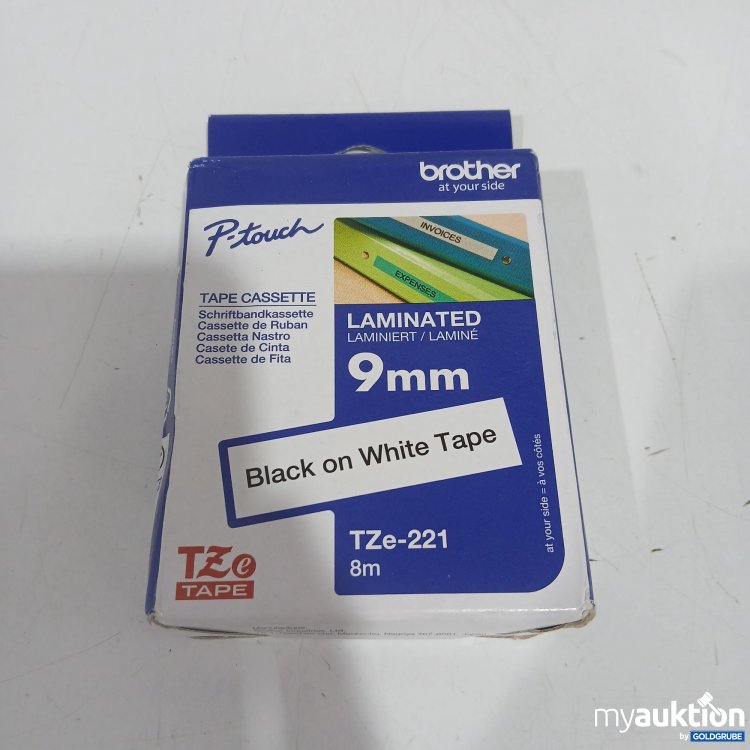 brother
at your side
P-touch
INVOICES
EXPENSES
TAPE CASSETTE
Schriftbandkassette
Cassette de Ruban
Cassetta Nastro
Casete de Cinta
Cassette de Fita
LAMINATED
LAMINIERT / LAMINÉ
9mm
Black on White Tape
TZe-221
8m
at your side = à vos côtés
TZe
TAPE
myauktion
by GOLDGRUBE